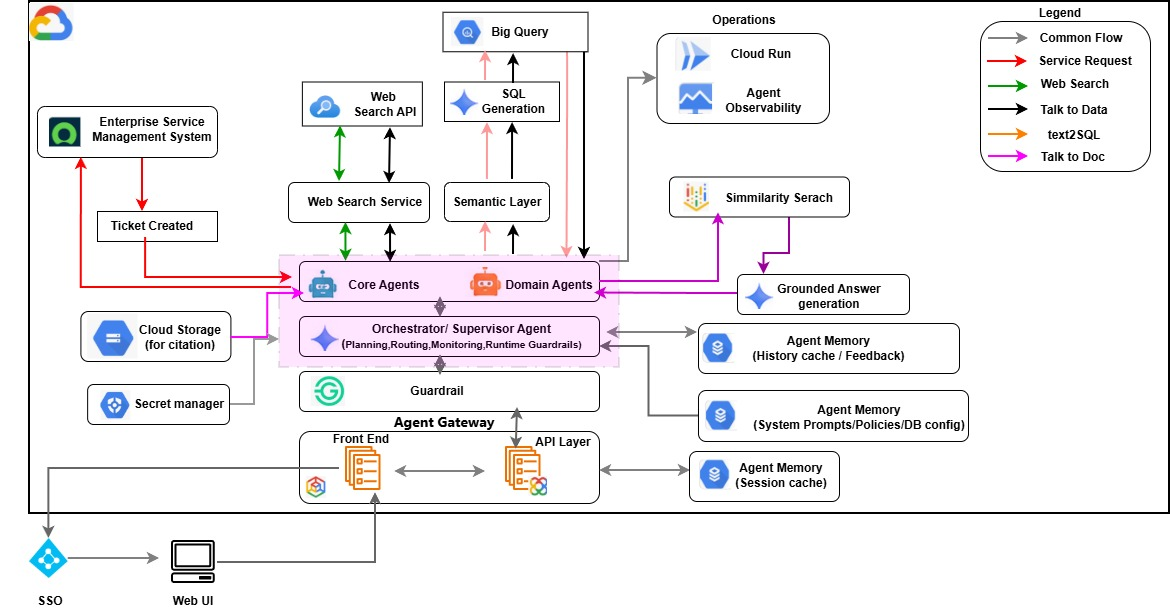 Operations
Legend
Big Query
Cloud Run
Agent
Observability
Common Flow
Service Request
Web Search
Talk to Data
text2SQL
Talk to Doc
Web
Search API
SQL
Generation
Enterprise Service
Management System
Ticket Created
Web Search Service
Semantic Layer
Simmilarity Serach
Core Agents
Domain Agents
Grounded Answer
generation
Cloud Storage
(for citation)
Orchestrator/ Supervisor Agent
(Planning,Routing,Monitoring,Runtime Guardrails)
Agent Memory
(History cache / Feedback)
Secret manager
Guardrail
Agent Memory
(System Prompts/Policies/DB config)
Agent Gateway
Front End
API Layer
Agent Memory
(Session cache)
SSO
Web UI